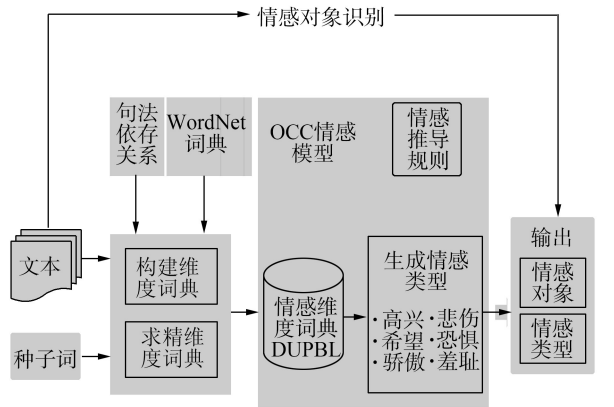 情感对象识别
句法
依存
关系
WordNet
词典
OCC情感
模型
情感
推导
规则
文本
构建维
度词典
求精维
度词典
种子词
情感维
度词典
DUPBL
生成情感
类型
·高兴·悲伤
·希望·恐惧
·骄傲·羞耻
输出
情感
对象
情感
类型